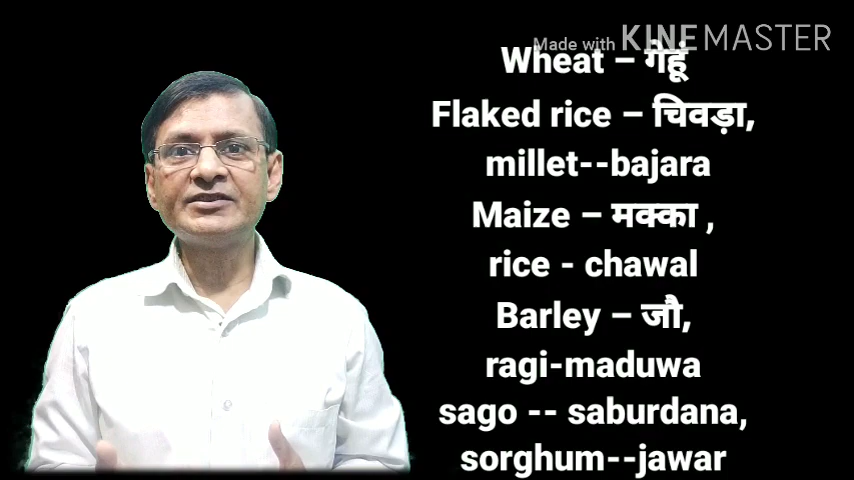 Made with KINEMASTER
Wheat – गेहूं
Flaked rice – चिवड़ा,
millet--bajara
Maize – मक्का ,
rice - chawal
Barley – जौ,
ragi-maduwa
sago -- saburdana,
sorghum--jawar